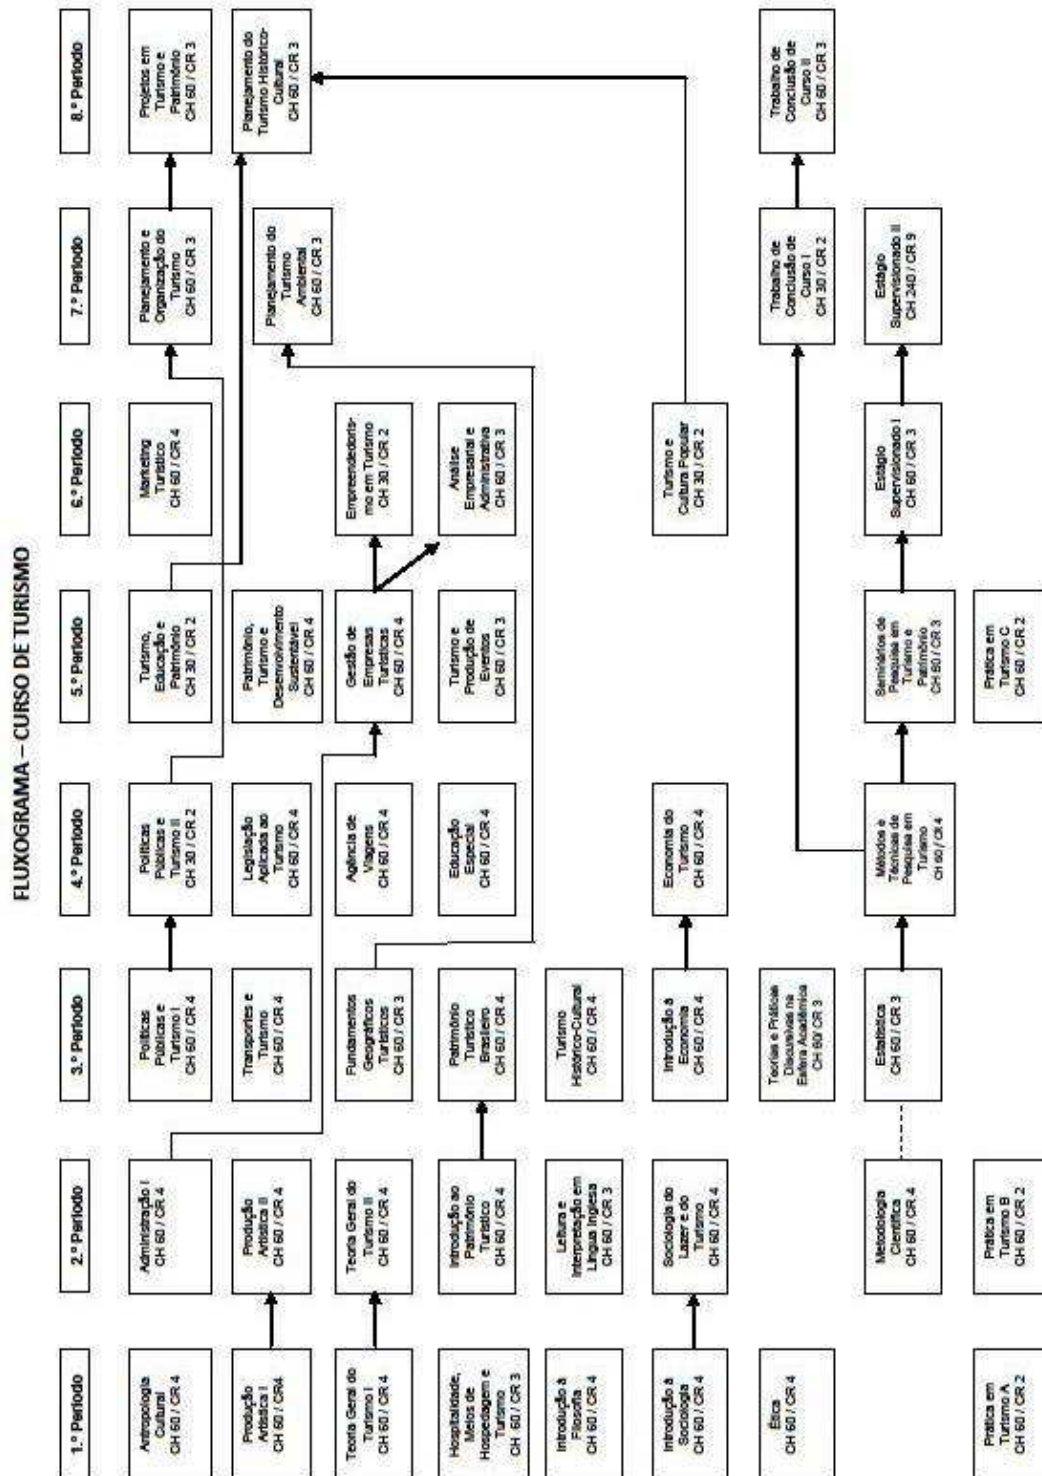 FLUXOGRAMA – CURSO DE TURISMO
1.º Período
2.º Período
3.º Período
4.º Período
5.º Período
6.º Período
7.º Período
8.º Período
Antropologia
Cultural
CH 60 / CR 4
Administração I
CH 60 / CR 4
Políticas
Públicas e
Turismo I
CH 60 / CR 4
Políticas
Públicas e
Turismo II
CH 30 / CR 2
Turismo,
Educação e
Patrimônio
CH 30 / CR 2
Marketing
Turístico
CH 60 / CR 4
Planejamento e
Organização do
Turismo
CH 60 / CR 3
Projetos em
Turismo e
Patrimônio
CH 60 / CR 3
Produção
Artística I
CH 60 / CR4
Produção
Artística II
CH 60 / CR 4
Transportes e
Turismo
CH 60 / CR 4
Legislação
Aplicada ao
Turismo
CH 60 / CR 4
Patrimônio,
Turismo e
Desenvolvimento
Sustentável
CH 60 / CR 4
Planejamento do
Turismo
Ambiental
CH 60 / CR 3
Planejamento do
Turismo Histórico-
Cultural
CH 60 / CR 3
Teoria Geral do
Turismo I
CH 60 / CR 4
Teoria Geral do
Turismo II
CH 60 / CR 4
Fundamentos
Geográficos
Turísticos
CH 60 / CR 3
Agência de
Viagens
CH 60 / CR 4
Gestão de
Empresas
Turísticas
CH 60 / CR 4
Empreendedoris-
mo em Turismo
CH 30 / CR 2
Hospitalidade,
Meios de
Hospedagem e
Turismo
CH 60 / CR 3
Introdução ao
Patrimônio
Turístico
CH 60 / CR 4
Patrimônio
Turístico
Brasileiro
CH 60 / CR 4
Educação
Especial
CH 60 / CR 4
Turismo e
Produção de
Eventos
CH 60 / CR 3
Análise
Empresarial e
Administrativa
CH 60 / CR 3
Introdução à
Filosofia
CH 60 / CR 4
Leitura e
Interpretação em
Língua Inglesa
CH 60 / CR 3
Turismo
Histórico-Cultural
CH 60 / CR 4
Introdução à
Sociologia
CH 60 / CR 4
Sociologia do
Lazer e do
Turismo
CH 60 / CR 4
Introdução à
Economia
CH 60 / CR 4
Economia do
Turismo
CH 60 / CR 4
Turismo e
Cultura Popular
CH 30 / CR 2
Ética
CH 60 / CR 4
Teorias e Práticas
Discursivas na
Esfera Acadêmica
CH 60/ CR 3
Trabalho de
Conclusão de
Curso I
CH 30 / CR 2
Trabalho de
Conclusão de
Curso II
CH 60 / CR 3
Metodologia
Científica
CH 60 / CR 4
Estatística
CH 60 / CR 3
Métodos e
Técnicas de
Pesquisa em
Turismo
CH 60 / CR 4
Seminários de
Pesquisa em
Turismo e
Patrimônio
CH 60 / CR 3
Estágio
Supervisionado I
CH 60 / CR 3
Estágio
Supervisionado II
CH 240 / CR 9
Prática em
Turismo A
CH 60 / CR 2
Prática em
Turismo B
CH 60 / CR 2
Prática em
Turismo C
CH 60 / CR 2